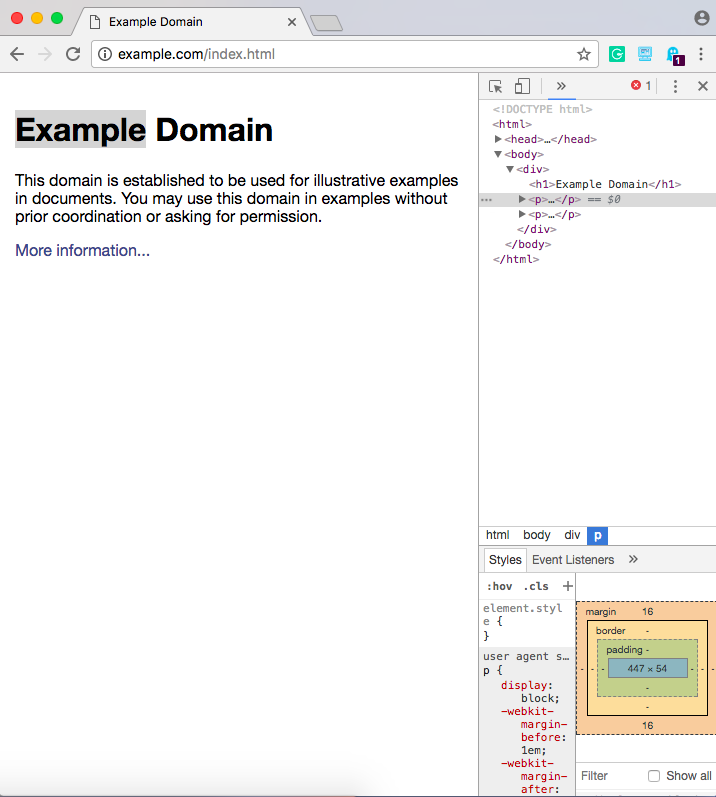 Example Domain
example.com/index.html
1
Example Domain
This domain is established to be used for illustrative examples
in documents. You may use this domain in examples without
prior coordination or asking for permission.
More information...
» 1
<!DOCTYPE html>
<html>
<head>…</head>
<body>
<div>
<h1>Example Domain</h1>
<p>…</p> == $0
<p>…</p>
</div>
</body>
</html>
html body div p
Styles Event Listeners »
:hov .cls +
element.styl
e {
}
user agent s…
p {
display:
block;
-webkit-
margin-
before:
1em;
-webkit-
margin-
after:
margin 16
border -
padding -
- - - 447 × 54 - - -
-
-
16
Filter Show all